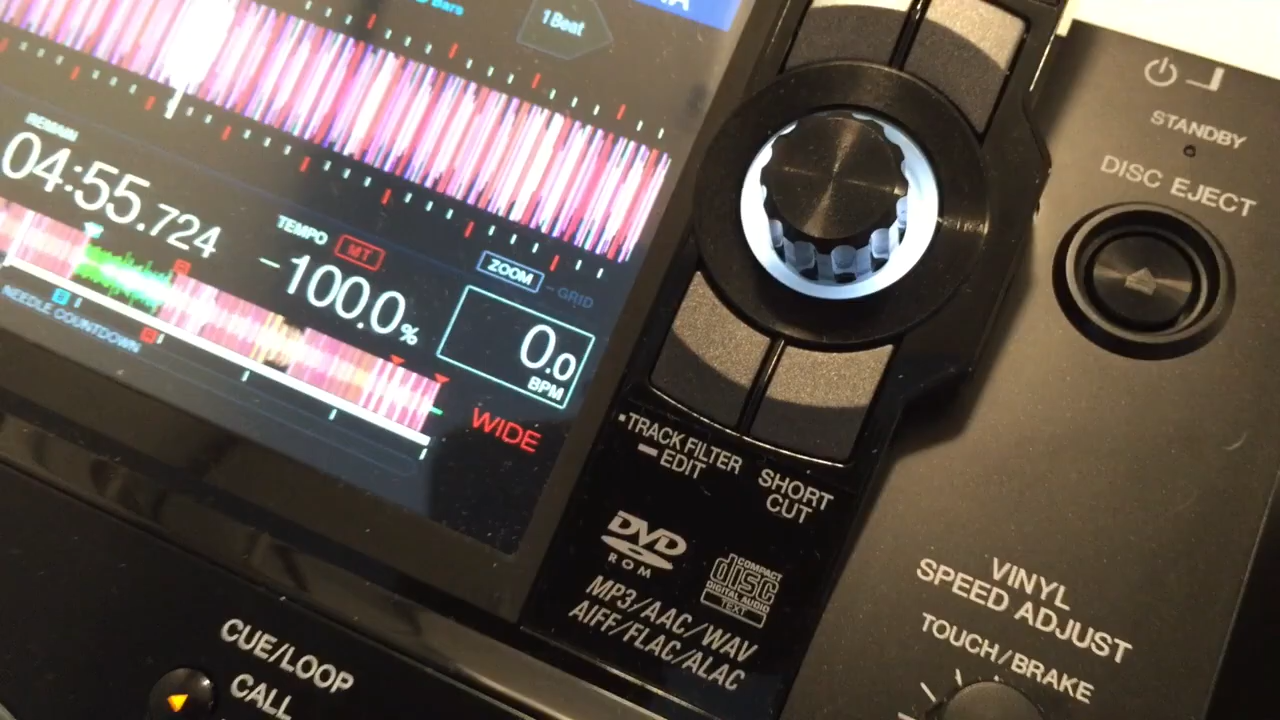 Bars
1 Beat
REMAIN
04:55.724
TEMPO
MT
-100.0%
ZOOM
-GRID
0.0
BPM
WIDE
NEEDLE COUNTDOWN
STANDBY
DISC EJECT
TRACK FILTER
EDIT
SHORT
CUT
DVD
ROM
COMPACT
disc
DIGITAL AUDIO
TEXT
MP3/AAC/WAV
AIFF/FLAC/ALAC
VINYL
SPEED ADJUST
TOUCH/BRAKE
CUE/LOOP
CALL